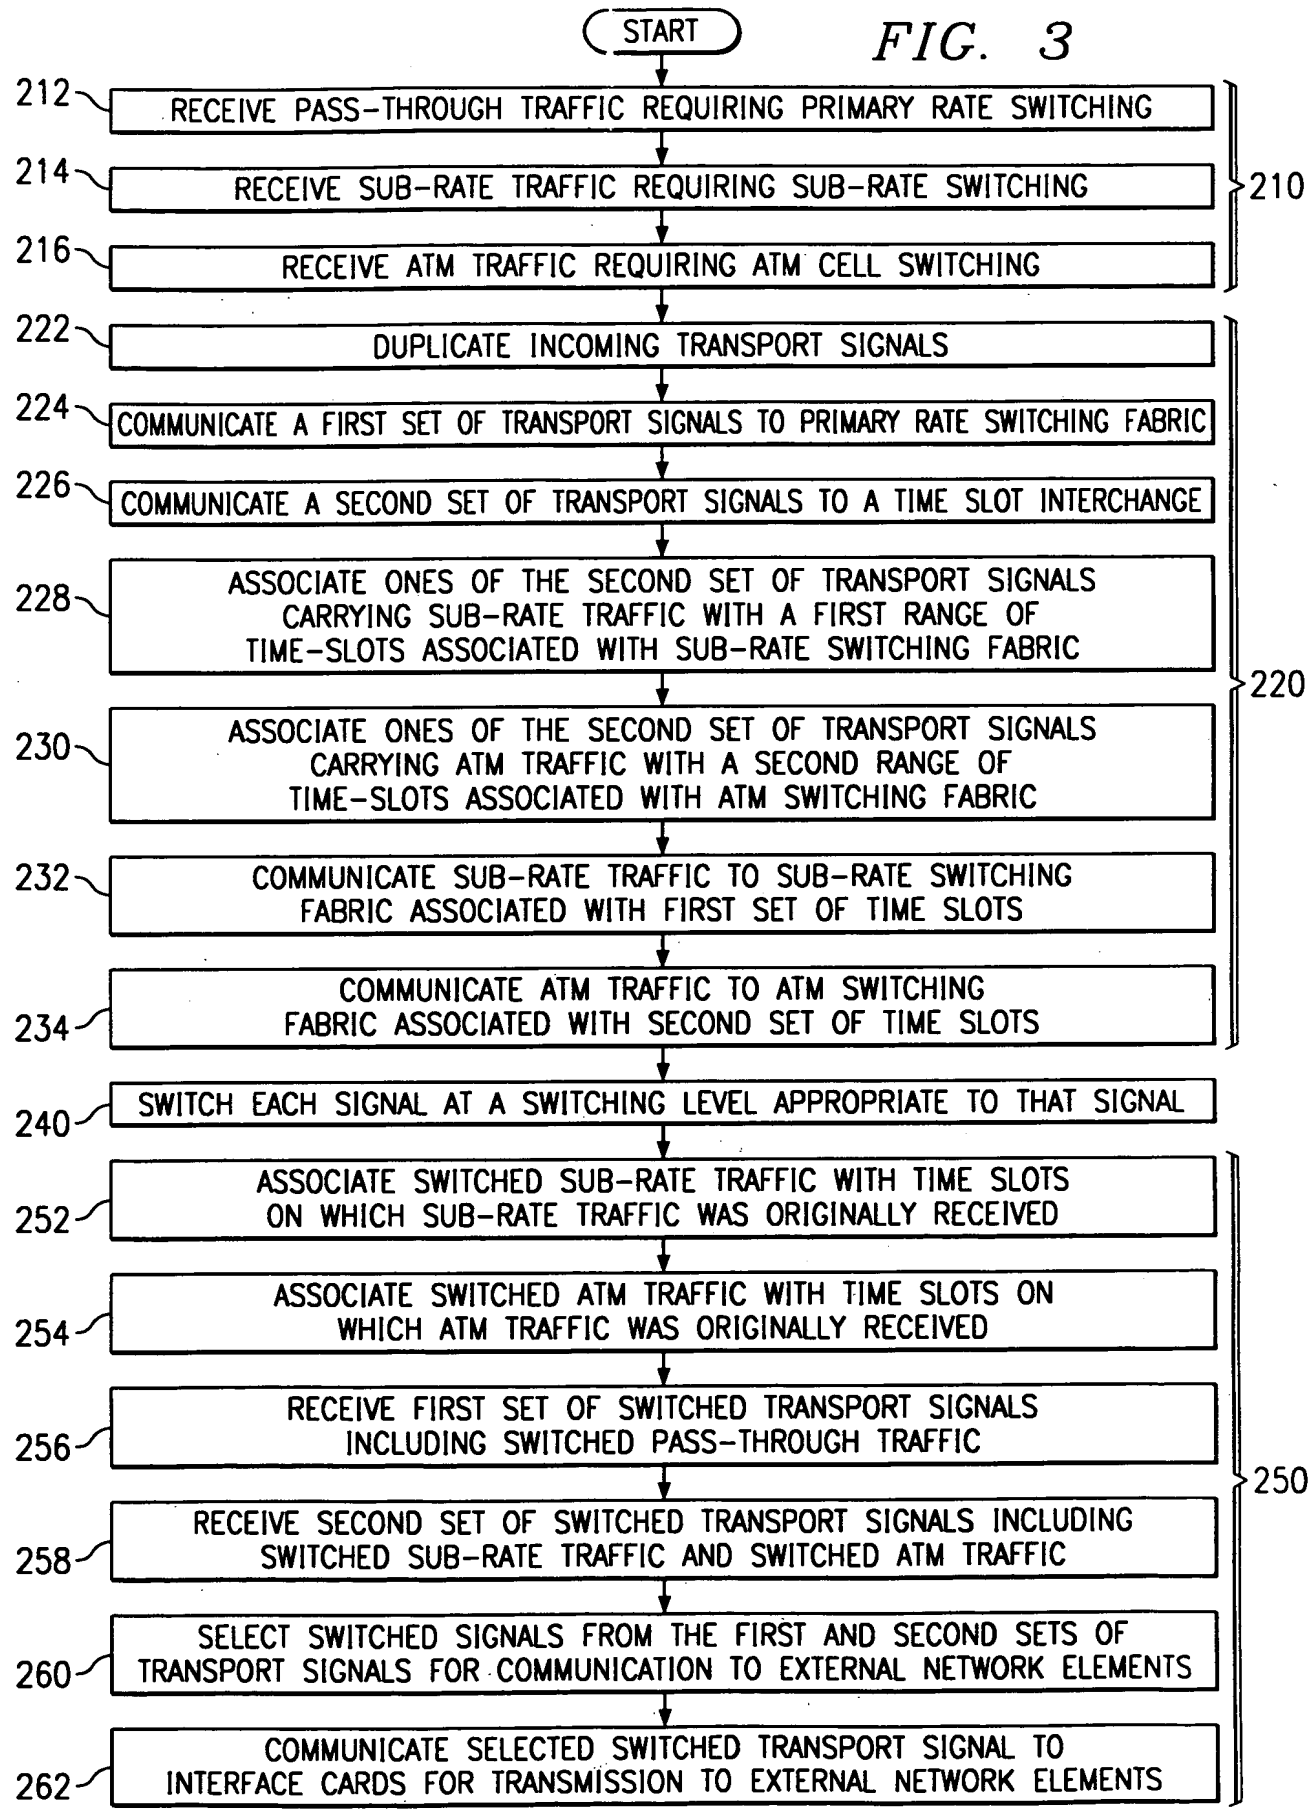 START
FIG. 3
212
RECEIVE PASS-THROUGH TRAFFIC REQUIRING PRIMARY RATE SWITCHING
214
RECEIVE SUB-RATE TRAFFIC REQUIRING SUB-RATE SWITCHING
210
216
RECEIVE ATM TRAFFIC REQUIRING ATM CELL SWITCHING
222
DUPLICATE INCOMING TRANSPORT SIGNALS
224
COMMUNICATE A FIRST SET OF TRANSPORT SIGNALS TO PRIMARY RATE SWITCHING FABRIC
226
COMMUNICATE A SECOND SET OF TRANSPORT SIGNALS TO A TIME SLOT INTERCHANGE
228
ASSOCIATE ONES OF THE SECOND SET OF TRANSPORT SIGNALS
CARRYING SUB-RATE TRAFFIC WITH A FIRST RANGE OF
TIME-SLOTS ASSOCIATED WITH SUB-RATE SWITCHING FABRIC
220
230
ASSOCIATE ONES OF THE SECOND SET OF TRANSPORT SIGNALS
CARRYING ATM TRAFFIC WITH A SECOND RANGE OF
TIME-SLOTS ASSOCIATED WITH ATM SWITCHING FABRIC
232
COMMUNICATE SUB-RATE TRAFFIC TO SUB-RATE SWITCHING
FABRIC ASSOCIATED WITH FIRST SET OF TIME SLOTS
234
COMMUNICATE ATM TRAFFIC TO ATM SWITCHING
FABRIC ASSOCIATED WITH SECOND SET OF TIME SLOTS
240
SWITCH EACH SIGNAL AT A SWITCHING LEVEL APPROPRIATE TO THAT SIGNAL
252
ASSOCIATE SWITCHED SUB-RATE TRAFFIC WITH TIME SLOTS
ON WHICH SUB-RATE TRAFFIC WAS ORIGINALLY RECEIVED
254
ASSOCIATE SWITCHED ATM TRAFFIC WITH TIME SLOTS ON
WHICH ATM TRAFFIC WAS ORIGINALLY RECEIVED
256
RECEIVE FIRST SET OF SWITCHED TRANSPORT SIGNALS
INCLUDING SWITCHED PASS-THROUGH TRAFFIC
250
258
RECEIVE SECOND SET OF SWITCHED TRANSPORT SIGNALS INCLUDING
SWITCHED SUB-RATE TRAFFIC AND SWITCHED ATM TRAFFIC
260
SELECT SWITCHED SIGNALS FROM THE FIRST AND SECOND SETS OF
TRANSPORT SIGNALS FOR COMMUNICATION TO EXTERNAL NETWORK ELEMENTS
262
COMMUNICATE SELECTED SWITCHED TRANSPORT SIGNAL TO
INTERFACE CARDS FOR TRANSMISSION TO EXTERNAL NETWORK ELEMENTS